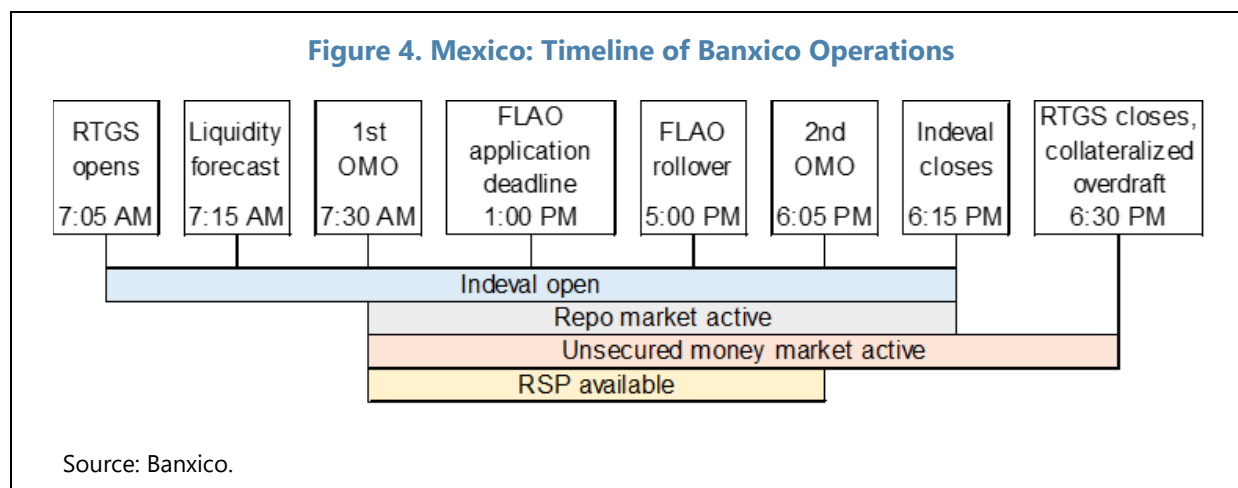 Figure 4. Mexico: Timeline of Banxico Operations
RTGS
opens
7:05 AM
Liquidity
forecast
7:15 AM
1st
OMO
7:30 AM
FLAO
application
deadline
1:00 PM
FLAO
rollover
5:00 PM
2nd
OMO
6:05 PM
Indeval
closes
6:15 PM
RTGS closes,
collateralized
overdraft
6:30 PM
Indeval open
Repo market active
Unsecured money market active
RSP available
Source: Banxico.